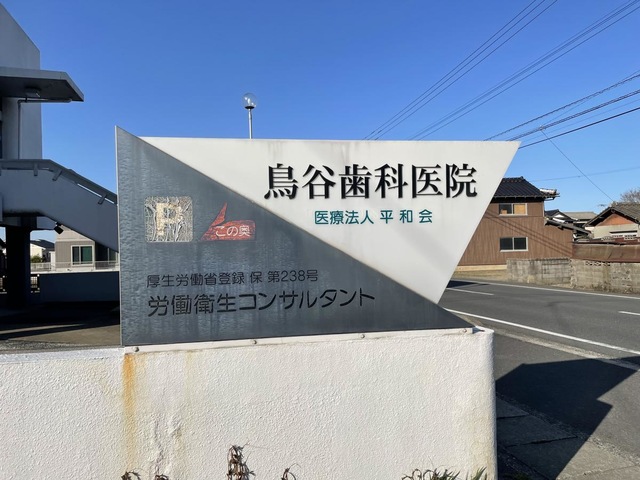 鳥谷歯科医院
医療法人 平和会
P
この奥
厚生労働省登録 保 第238号
労働衛生コンサルタント